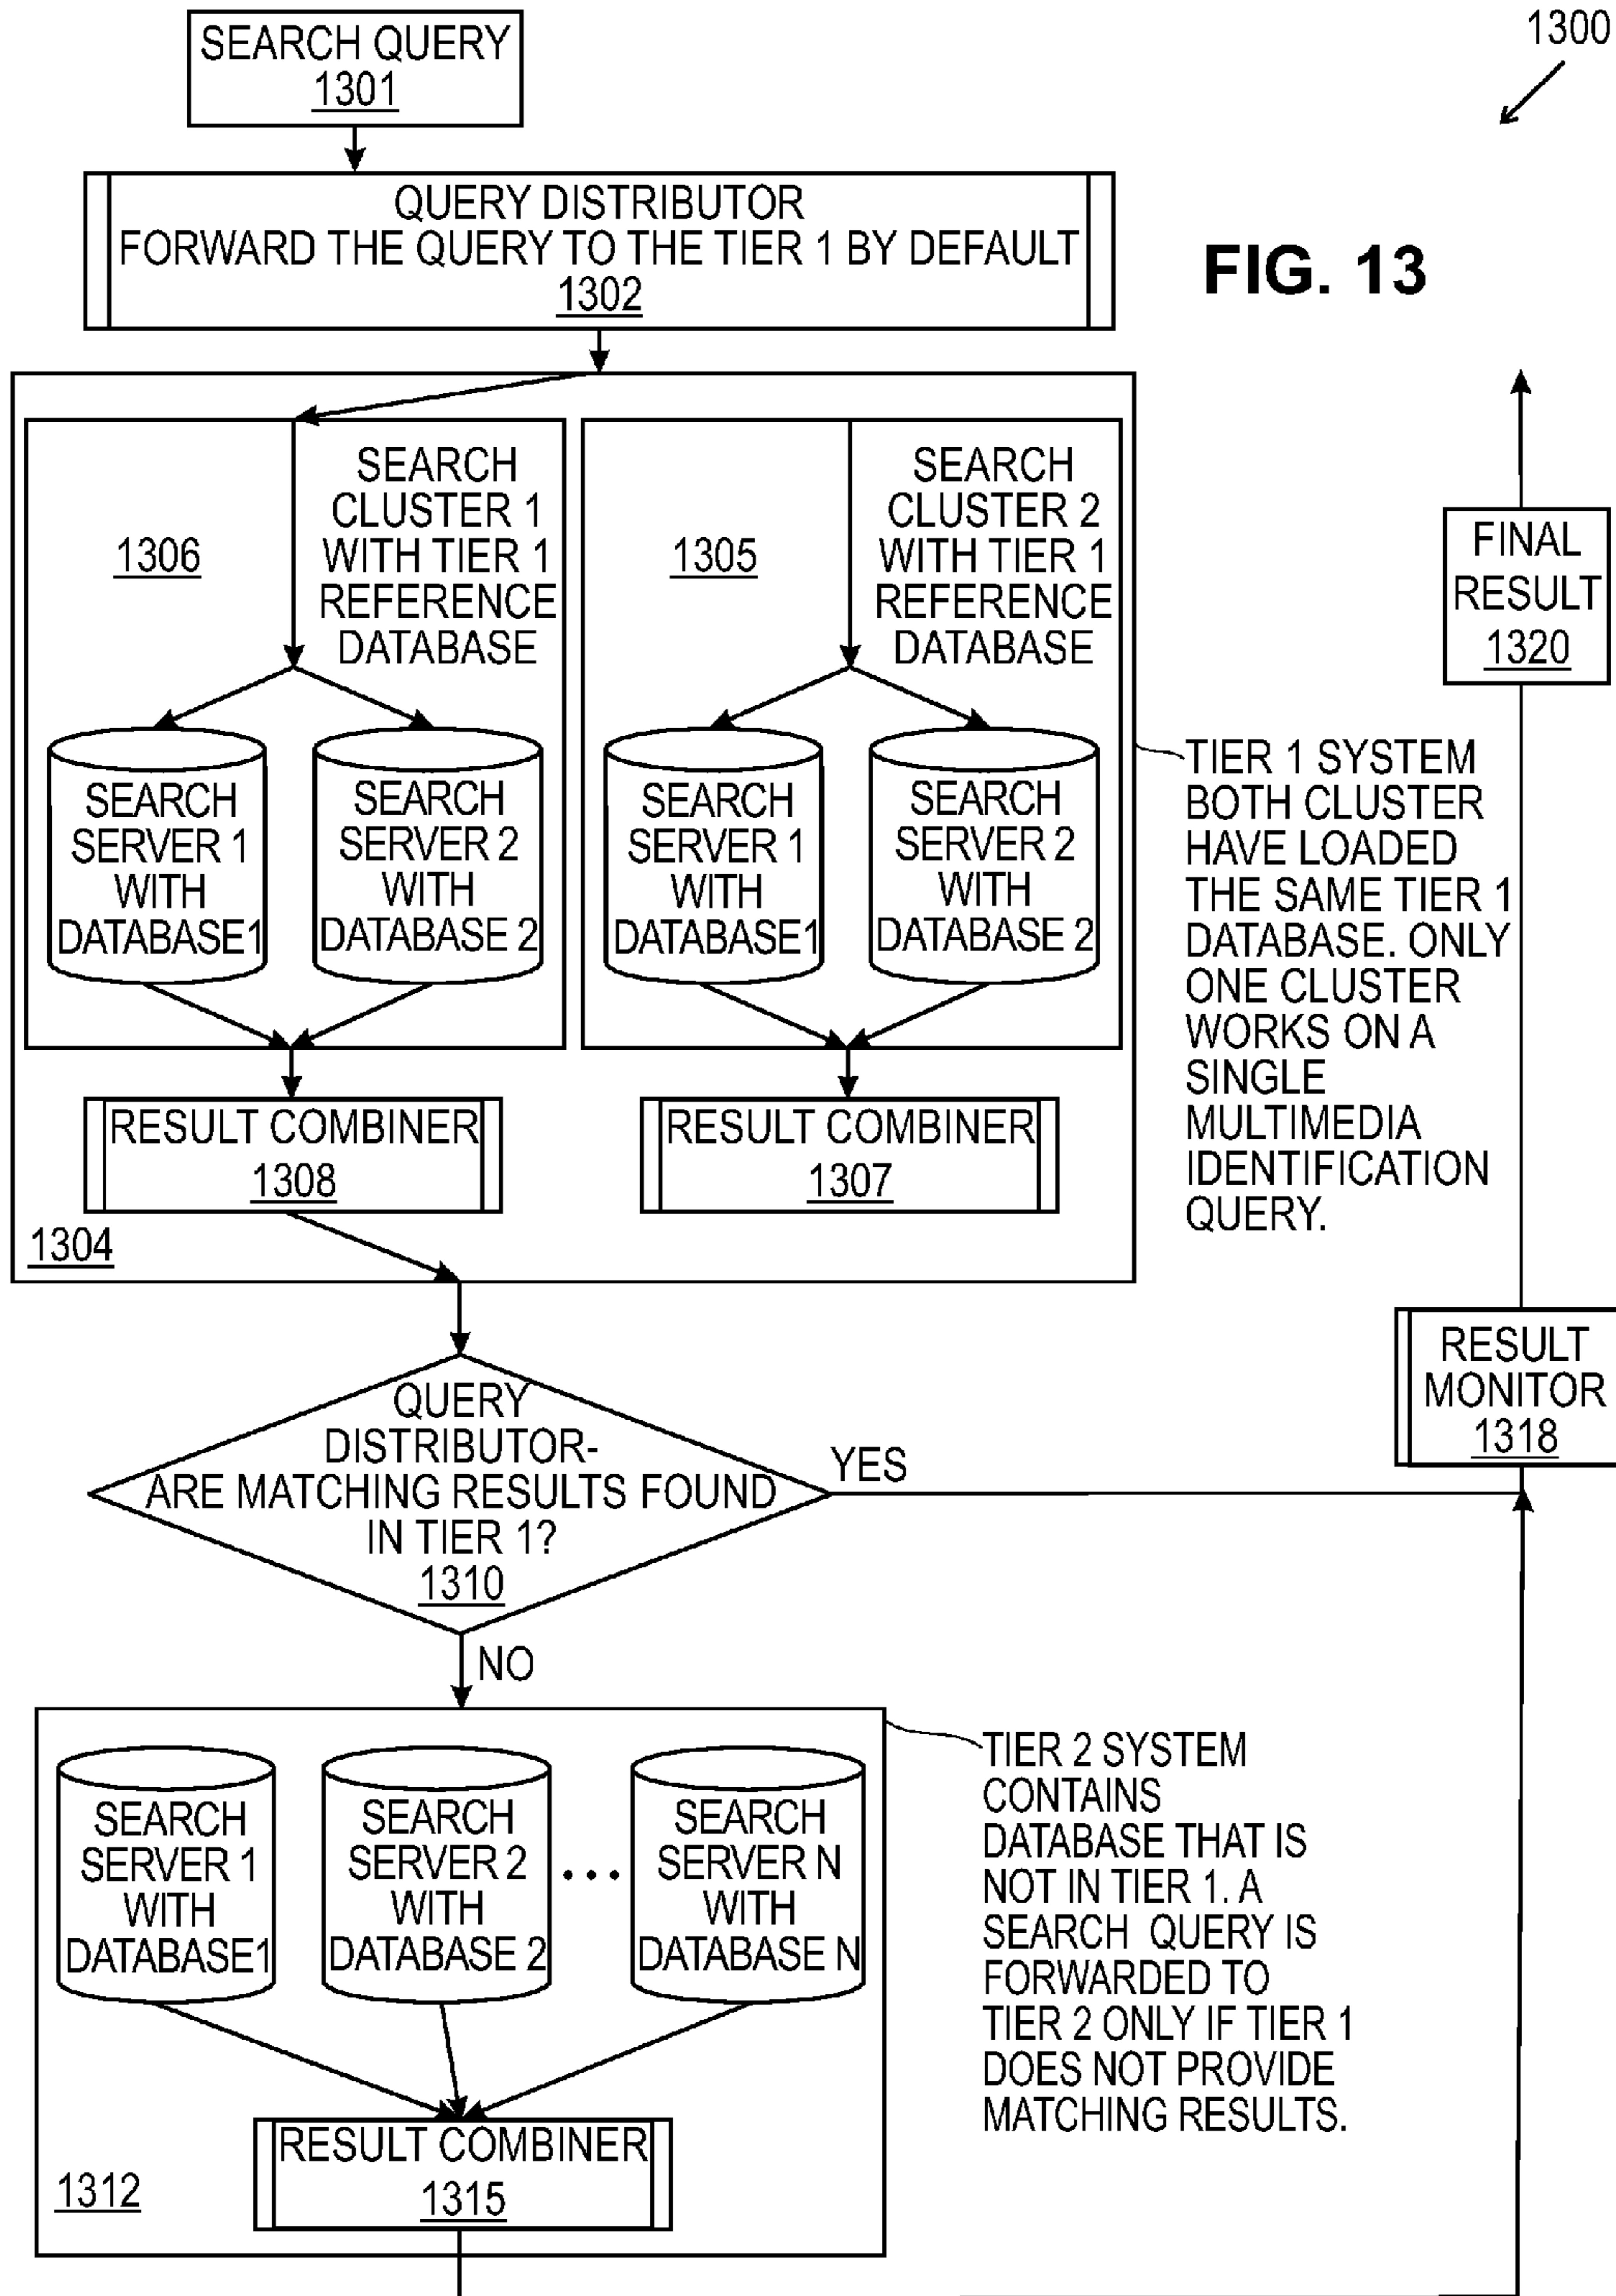 1300
SEARCH QUERY
1301
QUERY DISTRIBUTOR
FORWARD THE QUERY TO THE TIER 1 BY DEFAULT
1302
FIG. 13
1306
SEARCH
CLUSTER 1
WITH TIER 1
REFERENCE
DATABASE
1305
SEARCH
CLUSTER 2
WITH TIER 1
REFERENCE
DATABASE
SEARCH
SERVER 1
WITH
DATABASE1
SEARCH
SERVER 2
WITH
DATABASE 2
SEARCH
SERVER 1
WITH
DATABASE1
SEARCH
SERVER 2
WITH
DATABASE 2
RESULT COMBINER
1308
RESULT COMBINER
1307
1304
TIER 1 SYSTEM
BOTH CLUSTER
HAVE LOADED
THE SAME TIER 1
DATABASE. ONLY
ONE CLUSTER
WORKS ON A
SINGLE
MULTIMEDIA
IDENTIFICATION
QUERY.
FINAL
RESULT
1320
RESULT
MONITOR
1318
QUERY
DISTRIBUTOR-
ARE MATCHING RESULTS FOUND
IN TIER 1?
1310
YES
NO
SEARCH
SERVER 1
WITH
DATABASE1
SEARCH
SERVER 2
WITH
DATABASE 2
...
SEARCH
SERVER N
WITH
DATABASE N
RESULT COMBINER
1315
1312
TIER 2 SYSTEM
CONTAINS
DATABASE THAT IS
NOT IN TIER 1. A
SEARCH QUERY IS
FORWARDED TO
TIER 2 ONLY IF TIER 1
DOES NOT PROVIDE
MATCHING RESULTS.